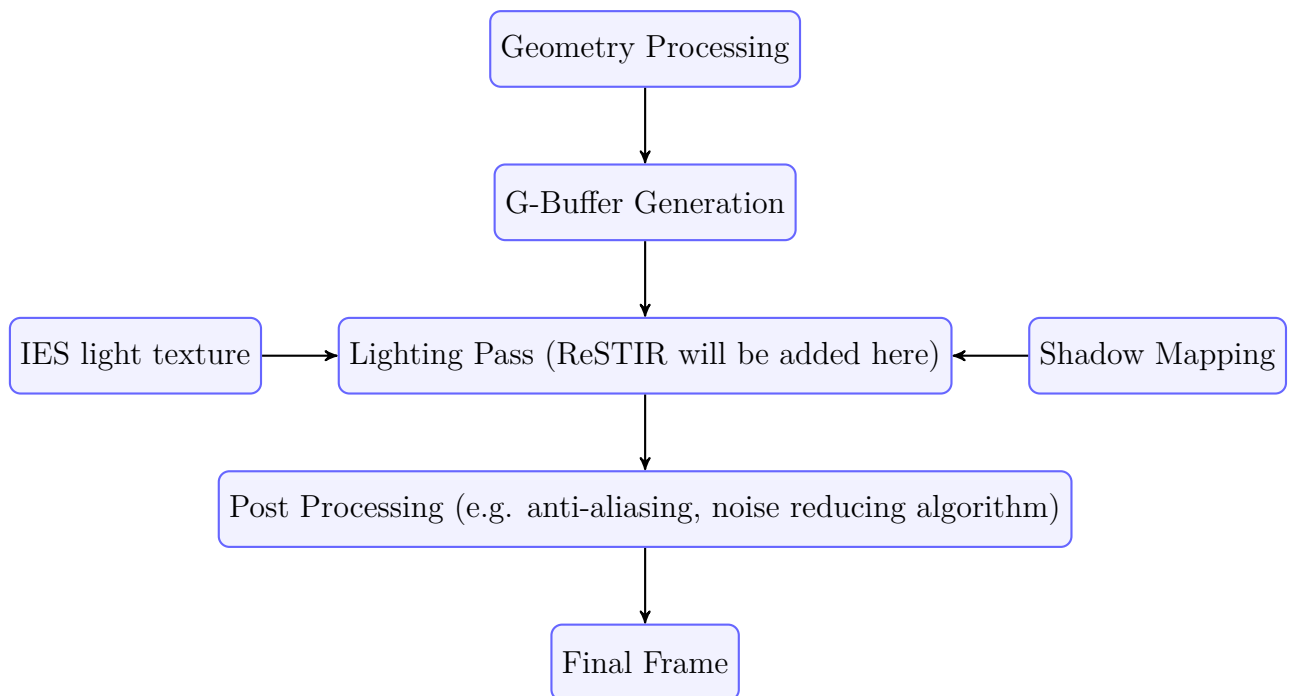 Geometry Processing
G-Buffer Generation
IES light texture
Lighting Pass (ReSTIR will be added here)
Shadow Mapping
Post Processing (e.g. anti-aliasing, noise reducing algorithm)
Final Frame